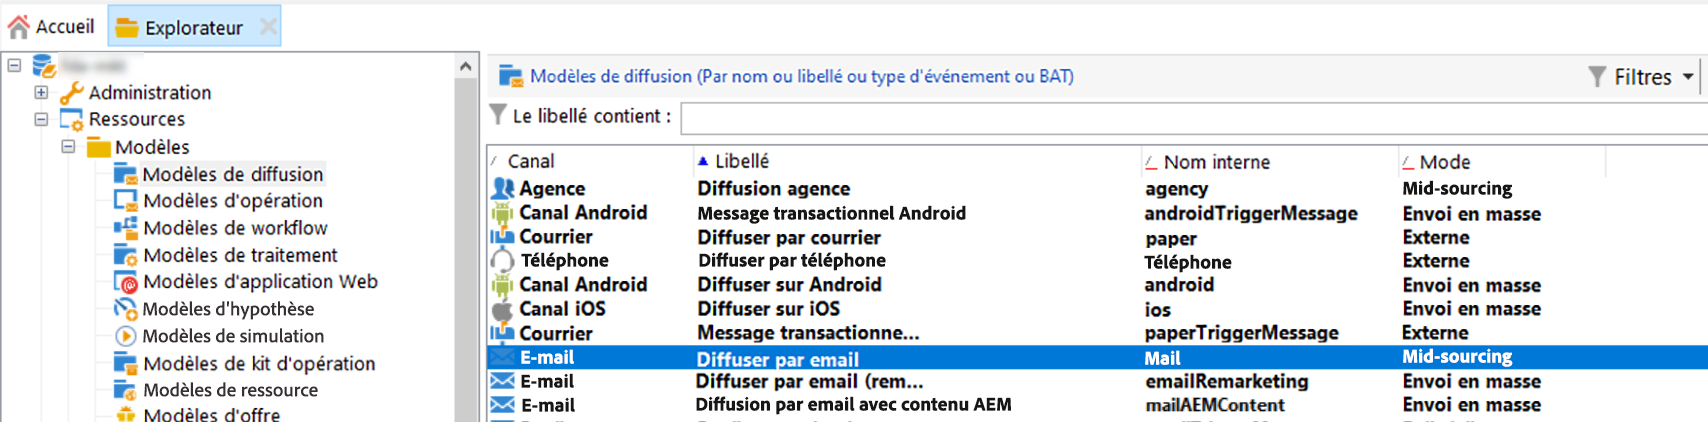 Accueil
Explorateur
Administration
Ressources
Modèles
Modèles de diffusion
Modèles d'opération
Modèles de workflow
Modèles de traitement
Modèles d'application Web
Modèles d'hypothèse
Modèles de simulation
Modèles de kit d'opération
Modèles de ressource
Modèles d'offre
Modèles de diffusion (Par nom ou libellé ou type d'événement ou BAT)
Filtres
Le libellé contient :
Canal Libellé Nom interne Mode
Agence Diffusion agence agency Mid-sourcing
Canal Android Message transactionnel Android androidTriggerMessage Envoi en masse
Courrier Diffuser par courrier paper Externe
Téléphone Diffuser par téléphone Téléphone Externe
Canal Android Diffuser sur Android android Envoi en masse
Canal iOS Diffuser sur iOS ios Envoi en masse
Courrier Message transactionne... paperTriggerMessage Externe
E-mail Diffuser par email Mail Mid-sourcing
E-mail Diffuser par email (rem... emailRemarketing Envoi en masse
E-mail Diffusion par email avec contenu AEM mailAEMContent Envoi en masse